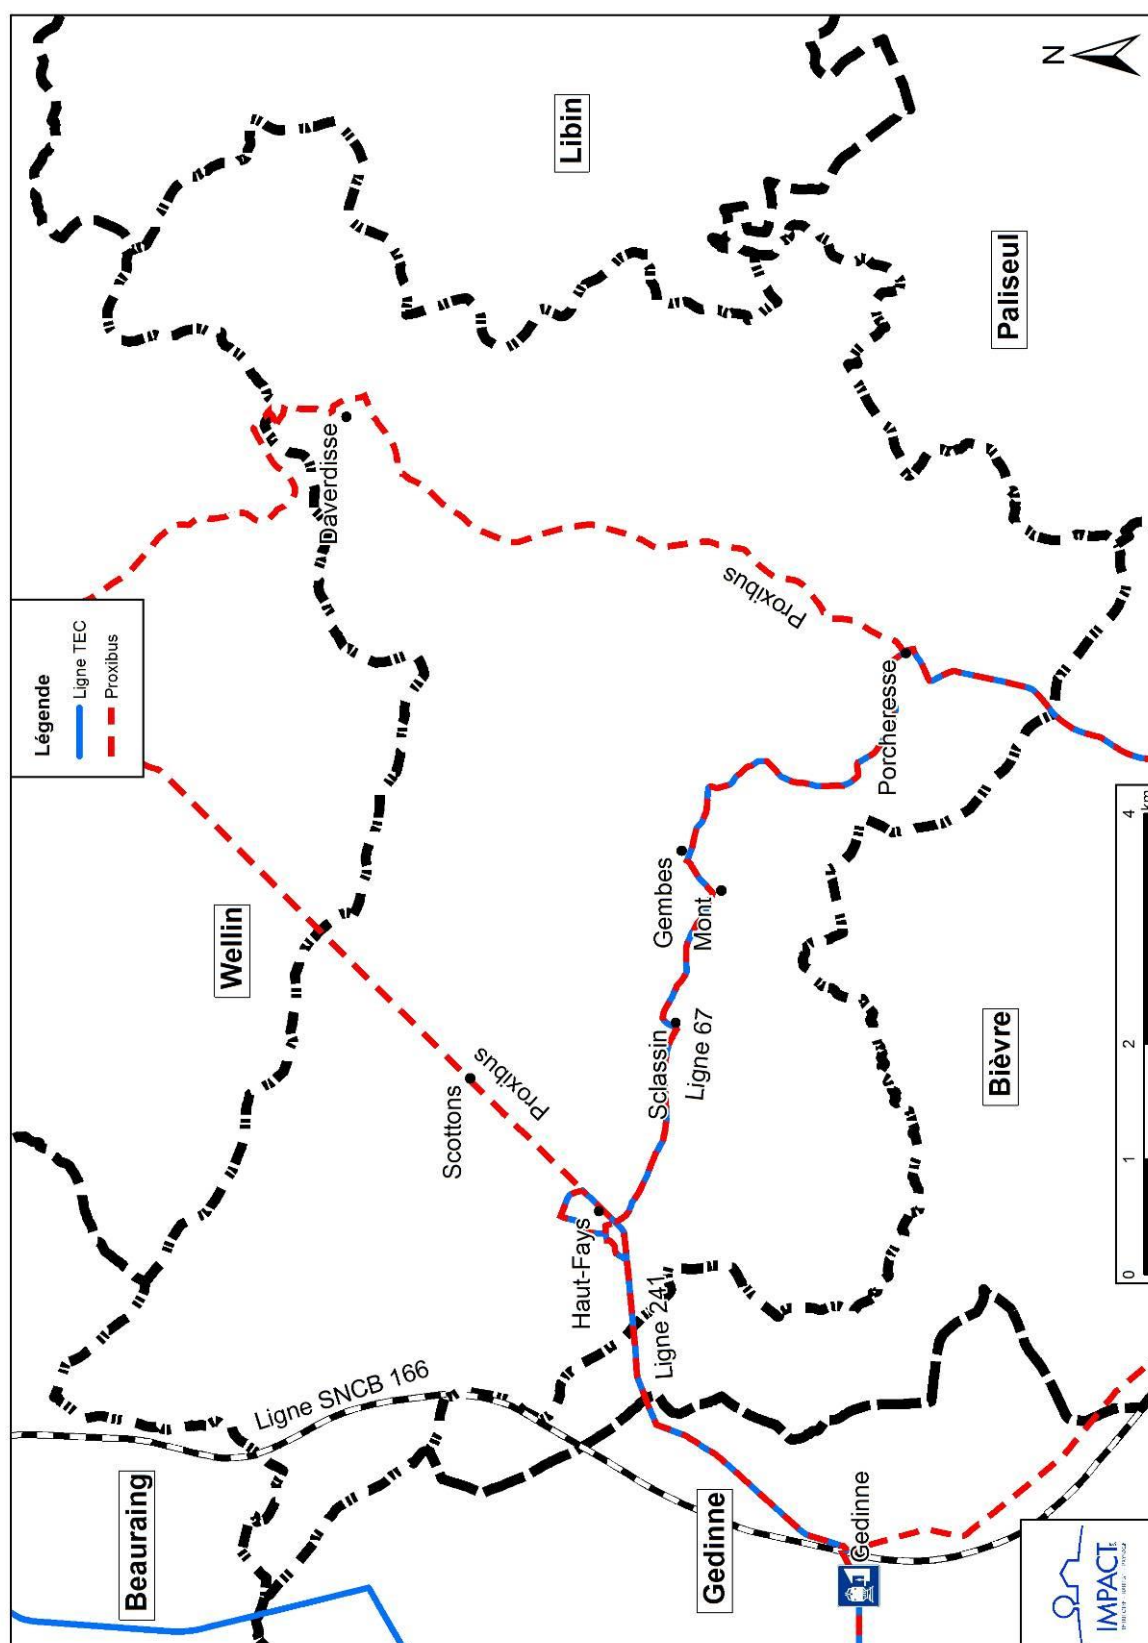 Beauraing
Wellin
Légende
Ligne TEC
Proxibus
Libin
N
Ligne SNCB 166
Scottons
Proxibus
Daverdisse
Haut-Fays
Ligne 241
Sclassin
Ligne 67
Gembes
Mont
Proxibus
Gedinne
Gedinne
Porcheresse
Bièvre
Paliseul
IMPACT
0 1 2 4
km